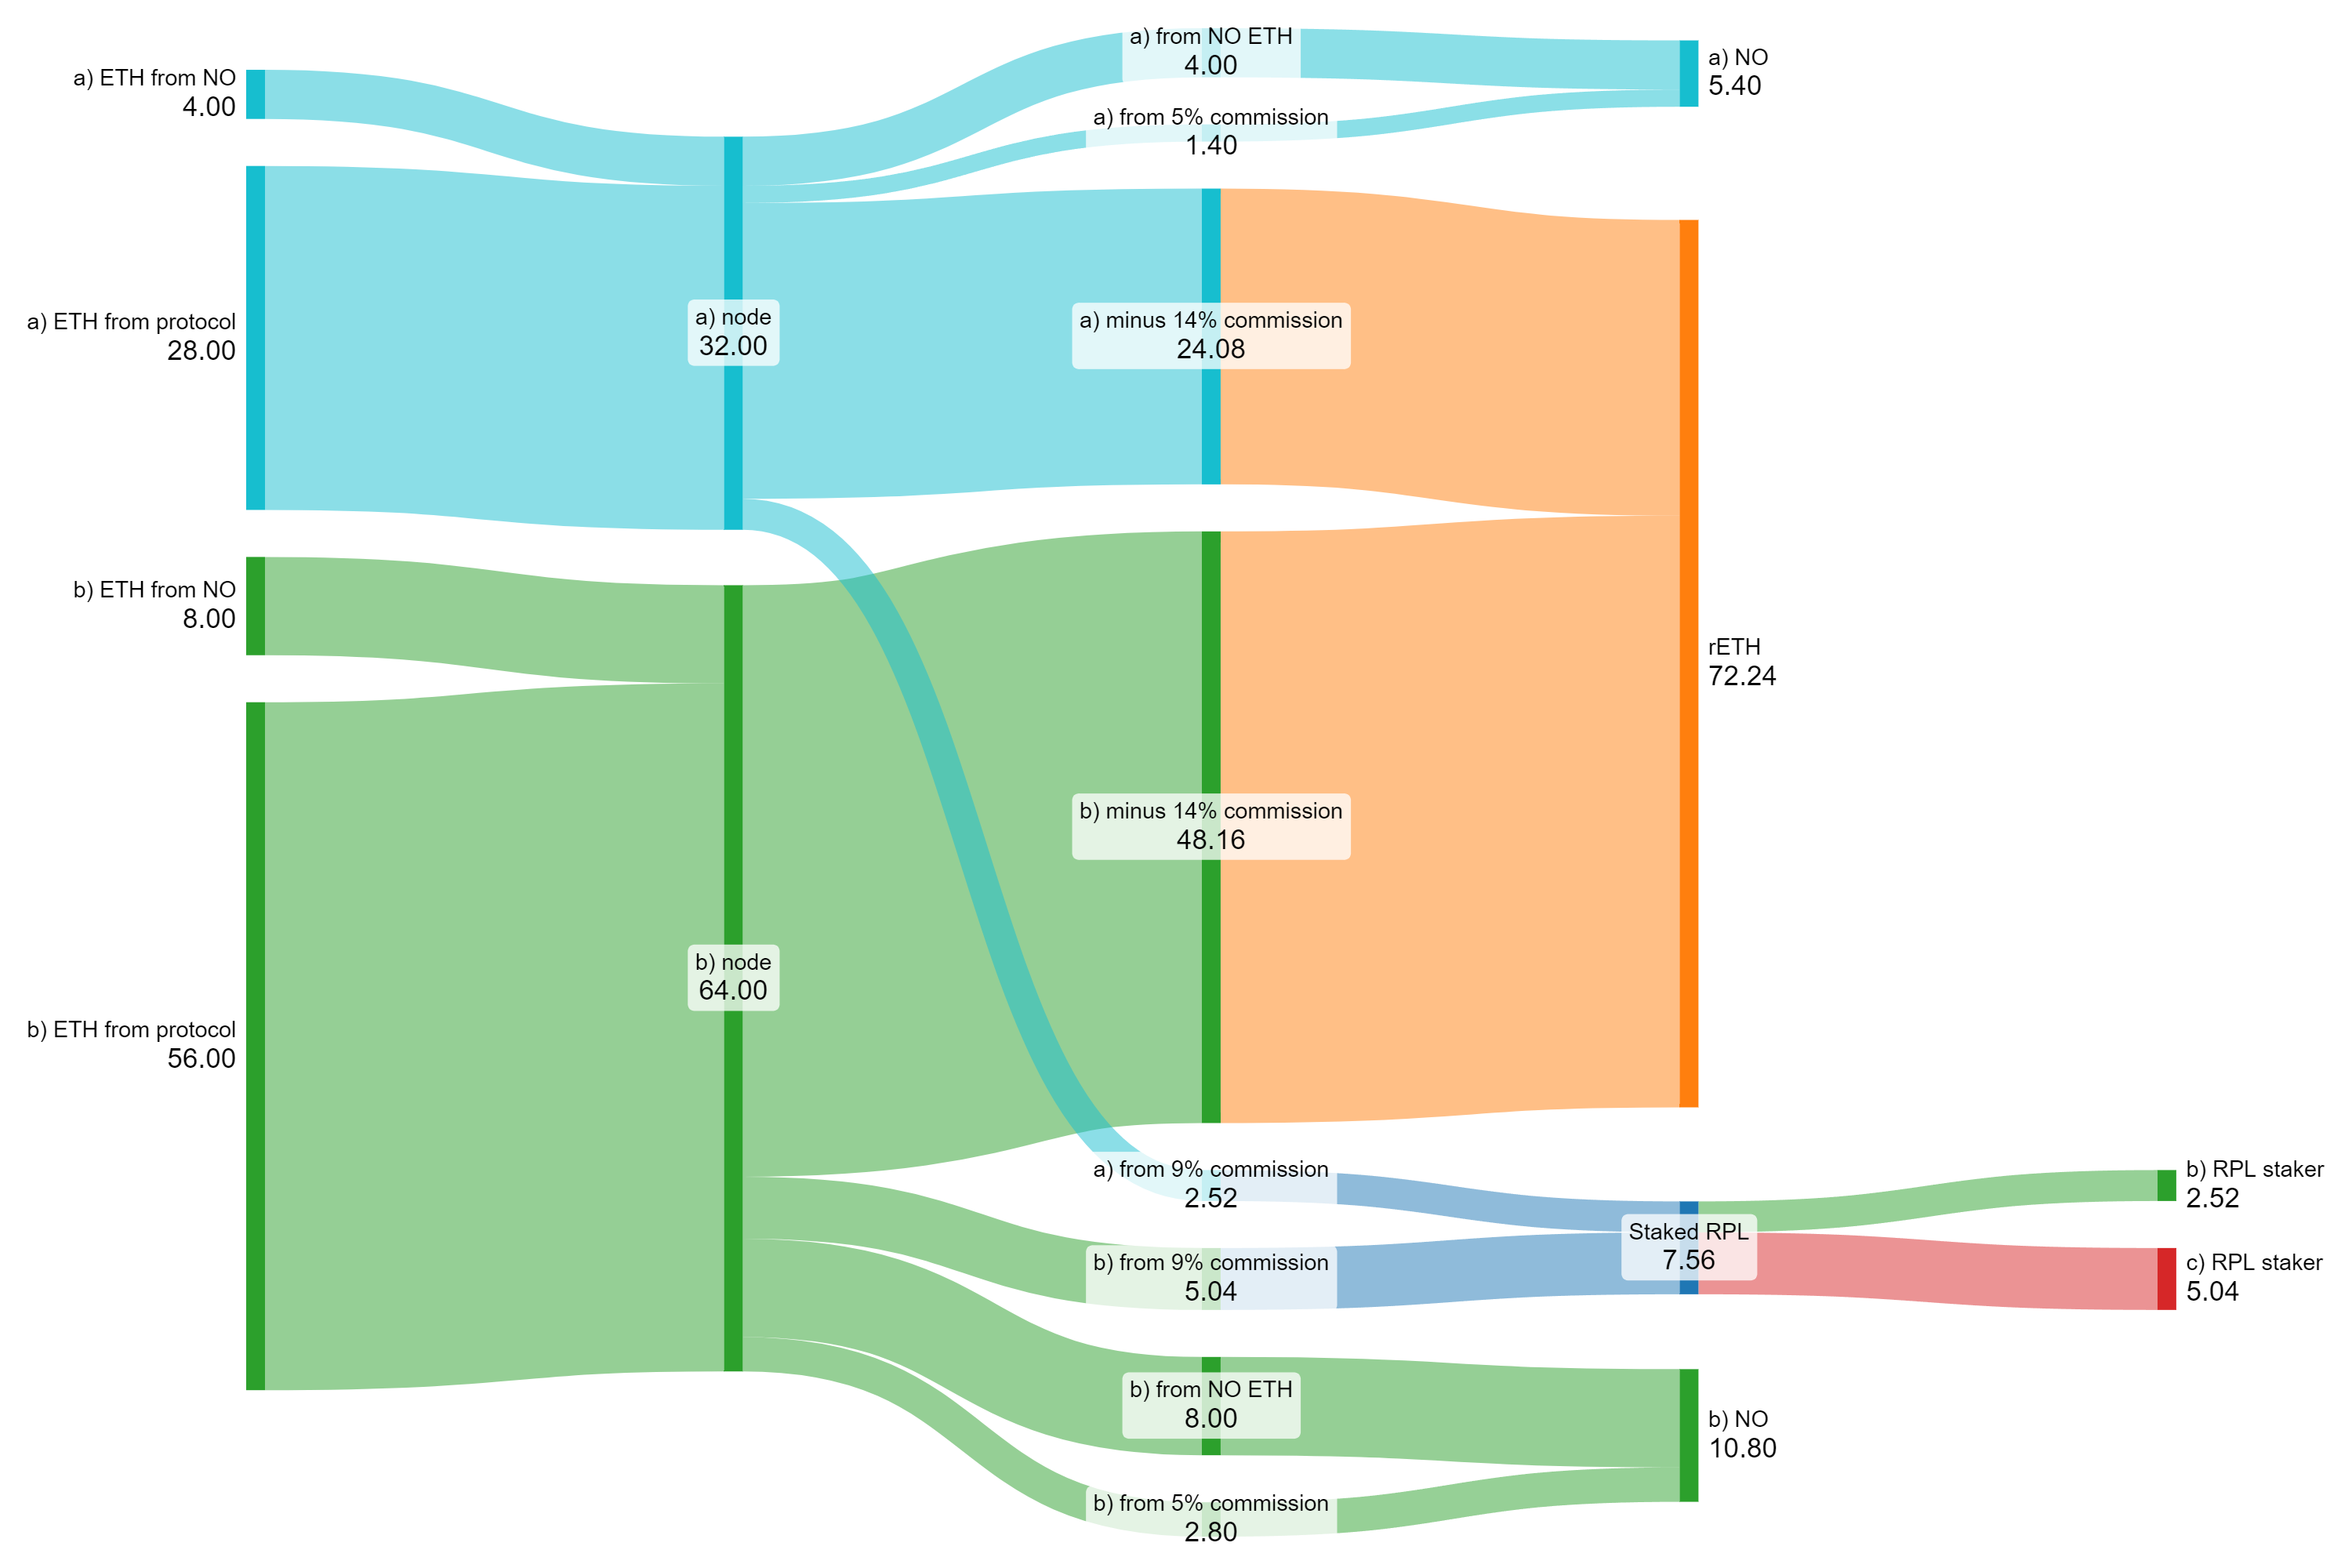 a) ETH from NO
4.00
a) ETH from protocol
28.00
b) ETH from NO
8.00
b) ETH from protocol
56.00
a) node
32.00
b) node
64.00
a) from NO ETH
4.00
a) from 5% commission
1.40
a) minus 14% commission
24.08
b) minus 14% commission
48.16
a) from 9% commission
2.52
b) from 9% commission
5.04
b) from NO ETH
8.00
b) from 5% commission
2.80
a) NO
5.40
rETH
72.24
Staked RPL
7.56
b) NO
10.80
b) RPL staker
2.52
c) RPL staker
5.04